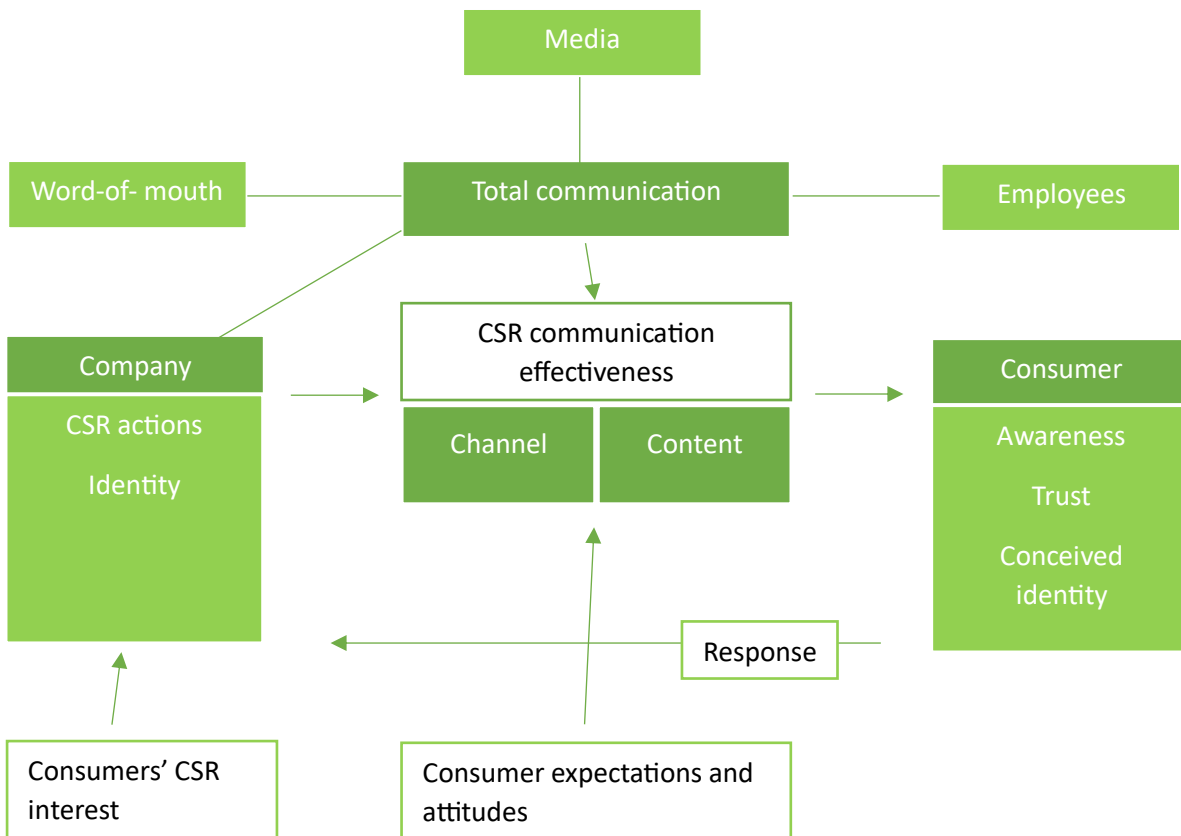 Media
Word-of- mouth
Total communication
Employees
CSR communication
effectiveness
Company
Consumer
CSR actions
Identity
Channel
Content
Awareness
Trust
Conceived
identity
Response
Consumers’ CSR
interest
Consumer expectations and
attitudes